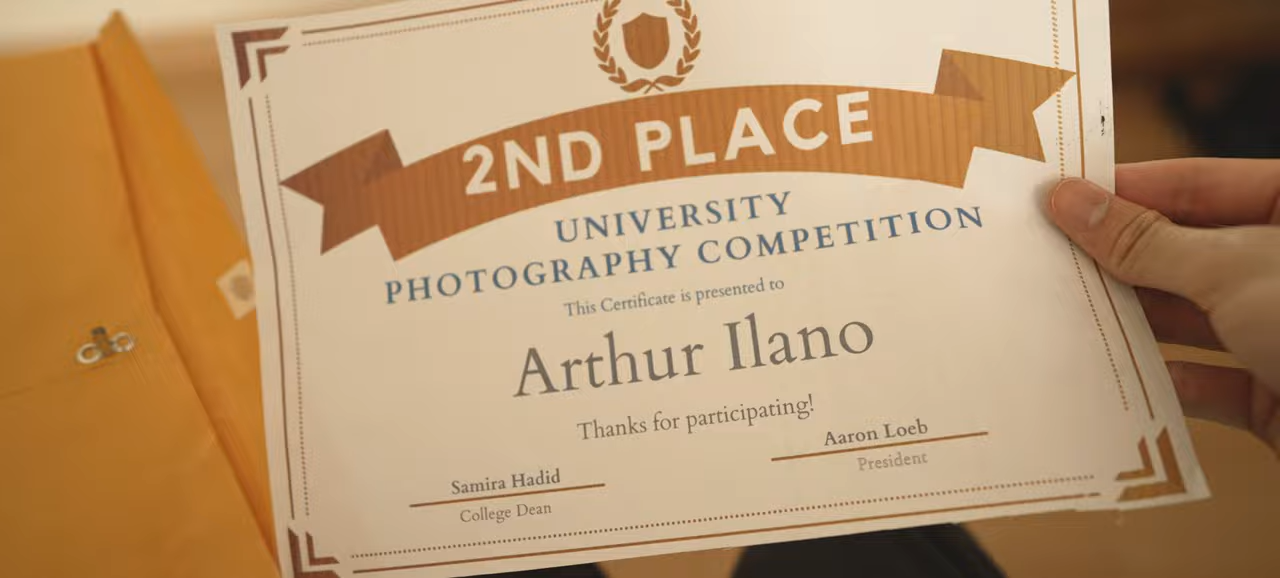 2ND PLACE
UNIVERSITY
PHOTOGRAPHY COMPETITION
This Certificate is presented to
Arthur Ilano
Thanks for participating!
Samira Hadid
College Dean
Aaron Loeb
President